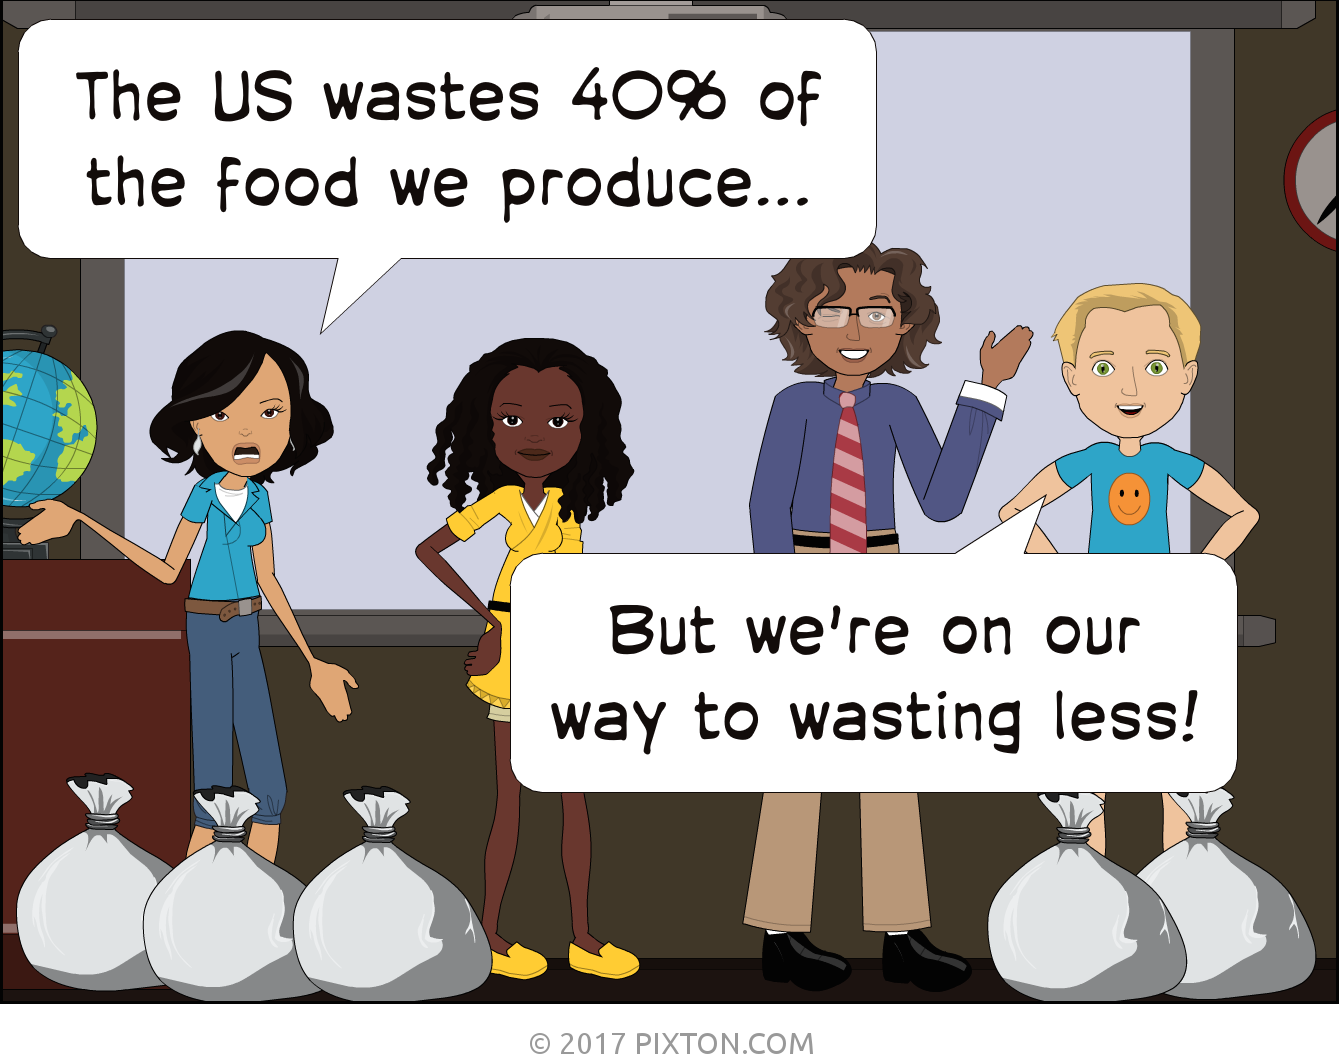 The US wastes 40% of
the food we produce...
But we're on our
way to wasting less!
© 2017 PIXTON.COM